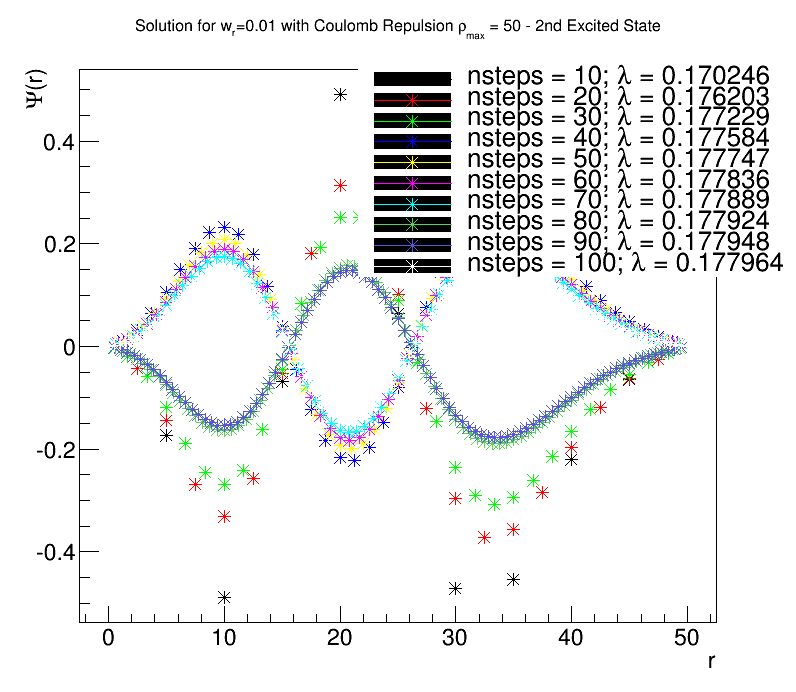 Solution for wr=0.01 with Coulomb Repulsion ρmax = 50 - 2nd Excited State
Ψ(r)
nsteps = 10; λ = 0.170246
nsteps = 20; λ = 0.176203
nsteps = 30; λ = 0.177229
nsteps = 40; λ = 0.177584
nsteps = 50; λ = 0.177747
nsteps = 60; λ = 0.177836
nsteps = 70; λ = 0.177889
nsteps = 80; λ = 0.177924
nsteps = 90; λ = 0.177948
nsteps = 100; λ = 0.177964
0.4
0.2
0
-0.2
-0.4
0 10 20 30 40 50
r